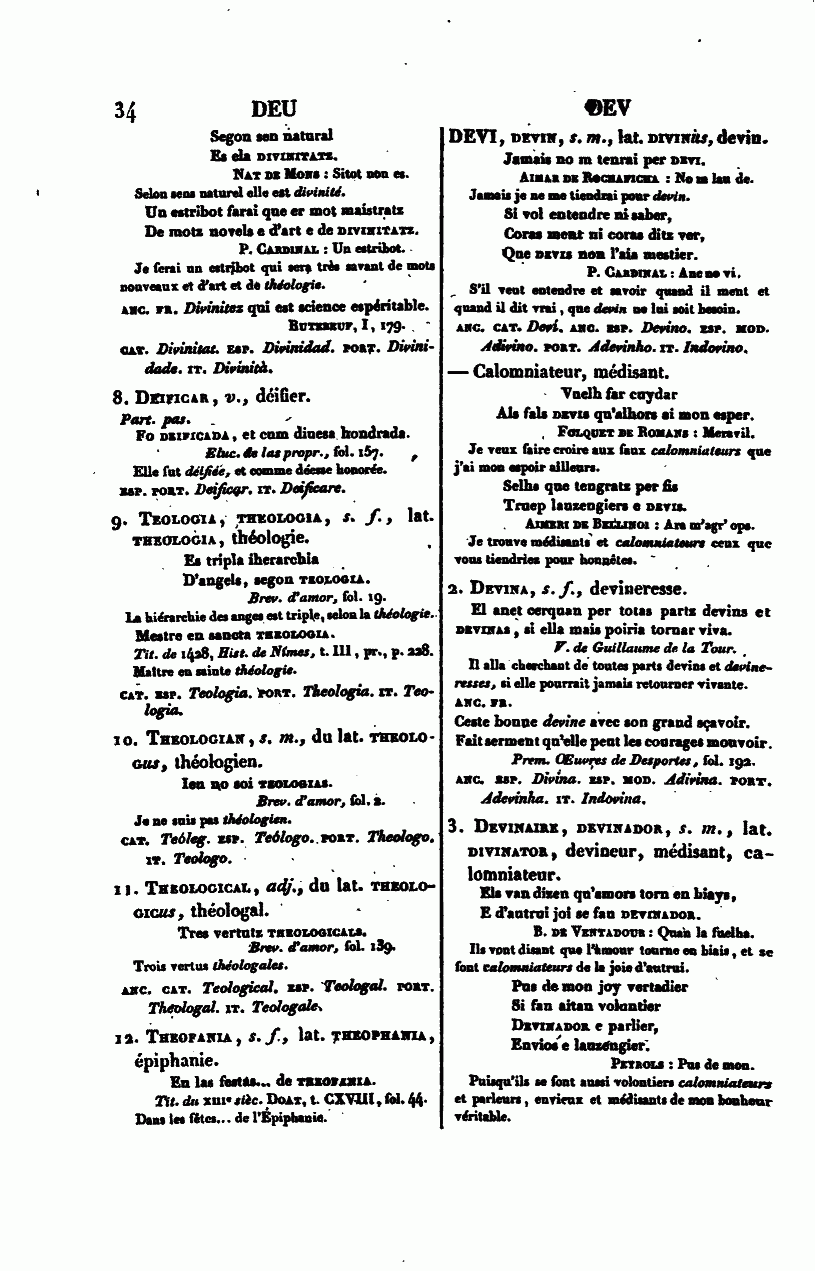 34 DEU DEV
Segon sen natural
Es ela DIVINITATZ.
NAT DE MONS : Sitot non es.
Selon sens naturel elle est divinité.
Un estribot farai que er mot maistratz
De motz novels e d'art e de DIVINITATZ.
P. CARDINAL : Un estribot.
Je ferai un estribot qui sera très savant de mots
nouveaux et d'art et de théologie.
ANC. FR. Divinitez qui est science espéritable.
RUTEBEUF, I, 179.
CAT. Divinitat. ESP. Divinidad. PORT. Divini-
dade. IT. Divinità.
8. DEIFICAR, v., déifier.
Part. pas.
Fo DEIFICADA, et cum diuesa hondrada.
Eluc. de las propr., fol. 157.
Elle fut déifiée, et comme déesse honorée.
ESP. PORT. Deificar. IT. Deificare.
9. TEOLOGIA, THEOLOGIA, s. f., lat.
THEOLOGIA, théologie.
Es tripla iherarchia
D'angels, segon TEOLOGIA.
Brev. d'amor, fol. 19.
La hiérarchie des anges est triple, selon la théologie.
Mestre en sancta THEOLOGIA.
Tit. de 1428, Hist. de Nîmes, t. III, pr., p. 228.
Maître en sainte théologie.
CAT. ESP. Teologia. PORT. Theologia. IT. Teo-
logia.
10. THEOLOGIAN, s. m., du lat. THEOLO-
GUS, théologien.
Ieu no soi TEOLOGIAS.
Brev. d'amor, fol. 2.
Je ne suis pas théologien.
CAT. Teóleg. ESP. Teólogo. PORT. Theologo.
IT. Teologo.
11. THEOLOGICAL, adj., du lat. THEOLO-
GICUS, théologal.
Tres vertutz THEOLOGICALS.
Brev. d'amor, fol. 139.
Trois vertus théologales.
ANC. CAT. Teological. ESP. Teologal. PORT.
Theologal. IT. Teologale.
12. THEOFANIA, s. f., lat. THEOPHANIA,
épiphanie.
En las festas... de THEOFANIA.
Tit. du XIIIe sièc. DOAT, t. CXVIII, fol. 44.
Dans les fêtes... de l'Épiphanie.
DEVI, DEVIN, s. m., lat. DIVINUS, devin.
Jamais no m tenrai per DEVI.
AIMAR DE ROCHAFICHA : No m lau de.
Jamais je ne me tiendrai pour devin.
Si vol entendre ni saber,
Coras ment ni coras ditz ver,
Que DEVIS non l'aia mestier.
P. CARDINAL : Anc no vi.
S'il veut entendre et savoir quand il ment et
quand il dit vrai, que devin ne lui soit besoin.
ANC. CAT. Devi. ANC. ESP. Devino. ESP. MOD.
Adivino. PORT. Adevinho. IT. Indovino.
— Calomniateur, médisant.
Vuelh far cuydar
Als fals DEVIS qu'alhors ai mon esper.
FOLQUET DE ROMANS : Meravil.
Je veux faire croire aux faux calomniateurs que
j'ai mon espoir ailleurs.
Selhs que tengratz per fis
Truep lauzengiers e DEVIS.
AIMERI DE BELLINOI : Ara m'agr' ops.
Je trouve médisants et calomniateurs ceux que
vous tiendriez pour honnêtes.
2. DEVINA, s. f., devineresse.
El anet cerquan per totas partz devins et
DEVINAS, si ella mais poiria tornar viva.
V. de Guillaume de la Tour.
Il alla cherchant de toutes parts devins et devine-
resses, si elle pourrait jamais retourner vivante.
ANC. FR.
Ceste bonne devine avec son grand sçavoir.
Fait serment qu'elle peut les courages mouvoir.
Prem. Œuvres de Desportes, fol. 192.
ANC. ESP. Divina. ESP. MOD. Adivina. PORT.
Adevinha. IT. Indovina.
3. DEVINAIRE, DEVINADOR, s. m., lat.
DIVINATOR, devineur, médisant, ca-
lomniateur.
Els van dizen qu'amors torn en biays,
E d'autrui joi se fan DEVINADOR.
B. DE VENTADOUR : Quan la fuelha.
Ils vont disant que l'amour tourne en biais, et se
font calomniateurs de la joie d'autrui.
Pus de mon joy vertadier
Si fan aitan voluntier
DEVINADOR e parlier,
Envios e lauzengier.
PEYROLS : Pus de mon.
Puisqu'ils se font aussi volontiers calomniateurs
et parleurs, envieux et médisants de mon bonheur
véritable.